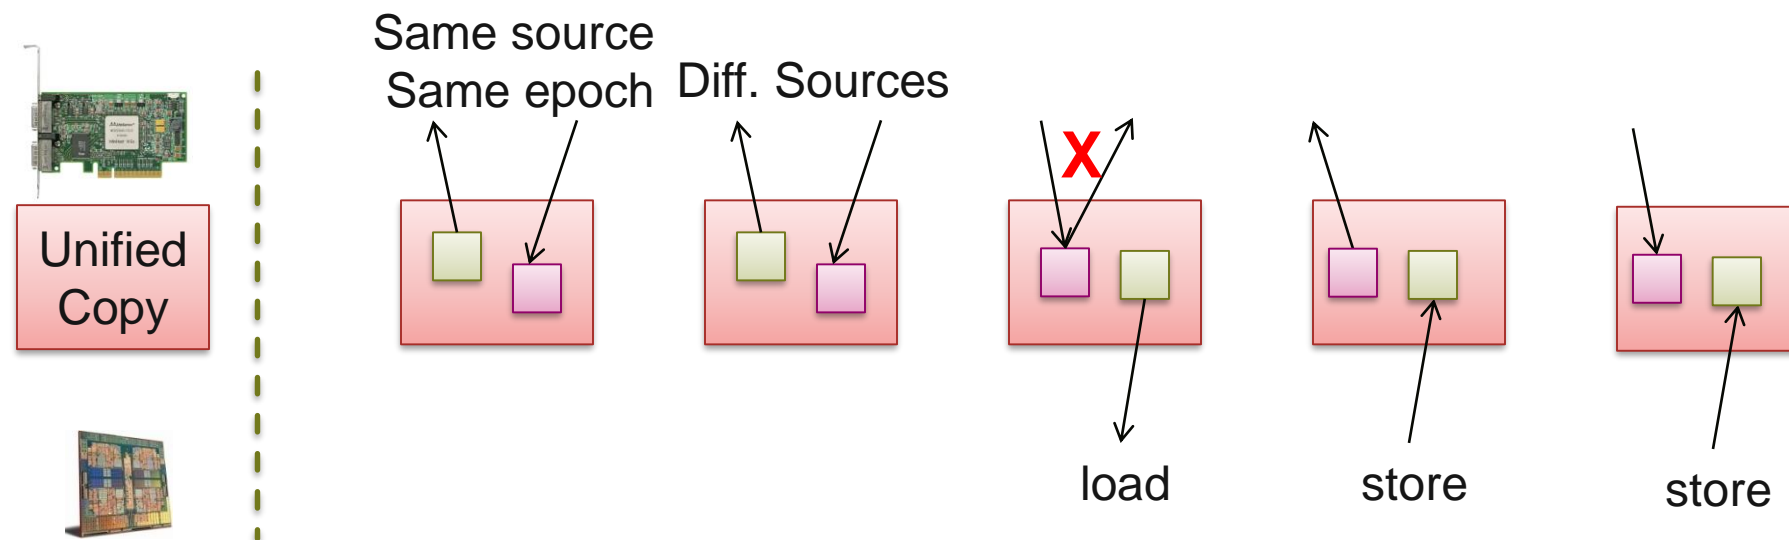 Same source
Same epoch
Diff. Sources
X
Unified
Copy
load
store
store